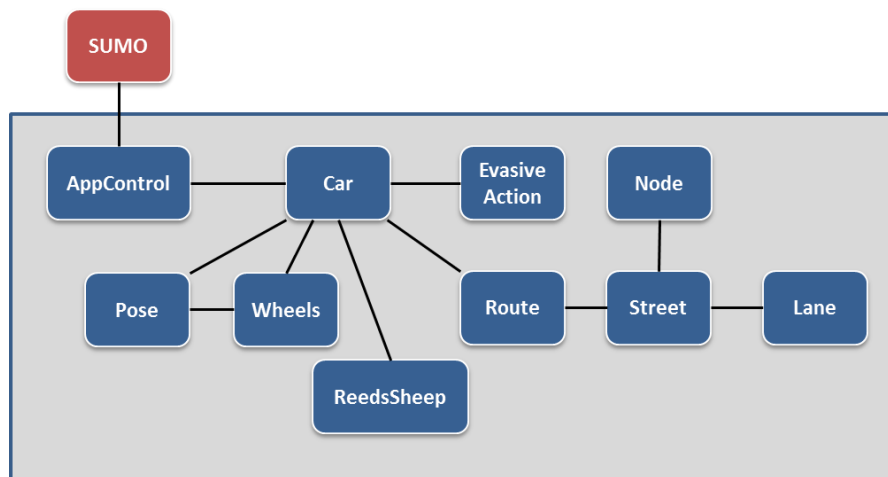 SUMO
AppControl
Car
Evasive
Action
Node
Pose
Wheels
Route
Street
Lane
ReedsSheep